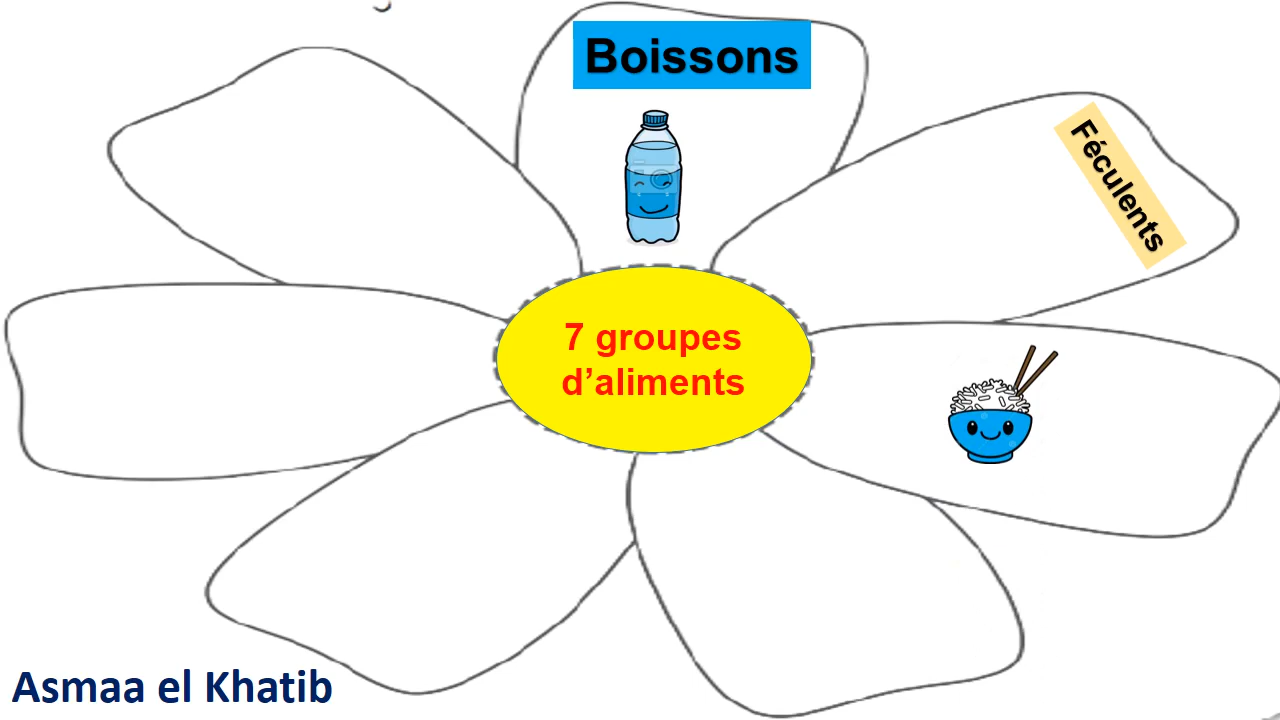 Boissons
Féculents
7 groupes
d’aliments
Asmaa el Khatib